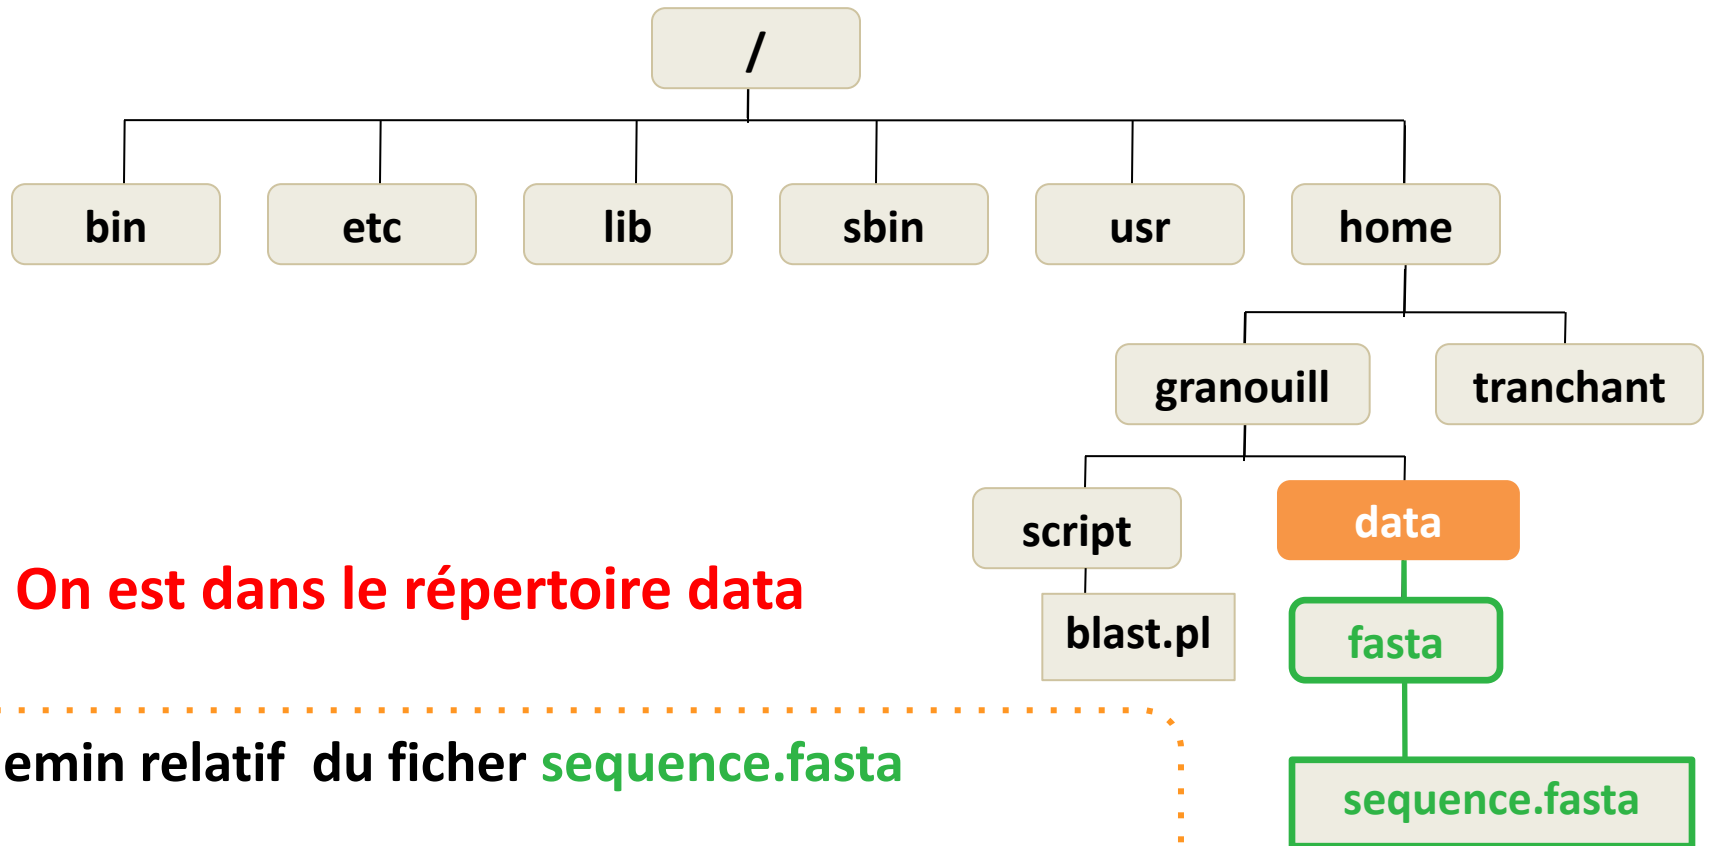 /
bin etc lib sbin usr home
granouill tranchant
script data
On est dans le répertoire data
blast.pl fasta
emin relatif du ficher sequence.fasta
sequence.fasta